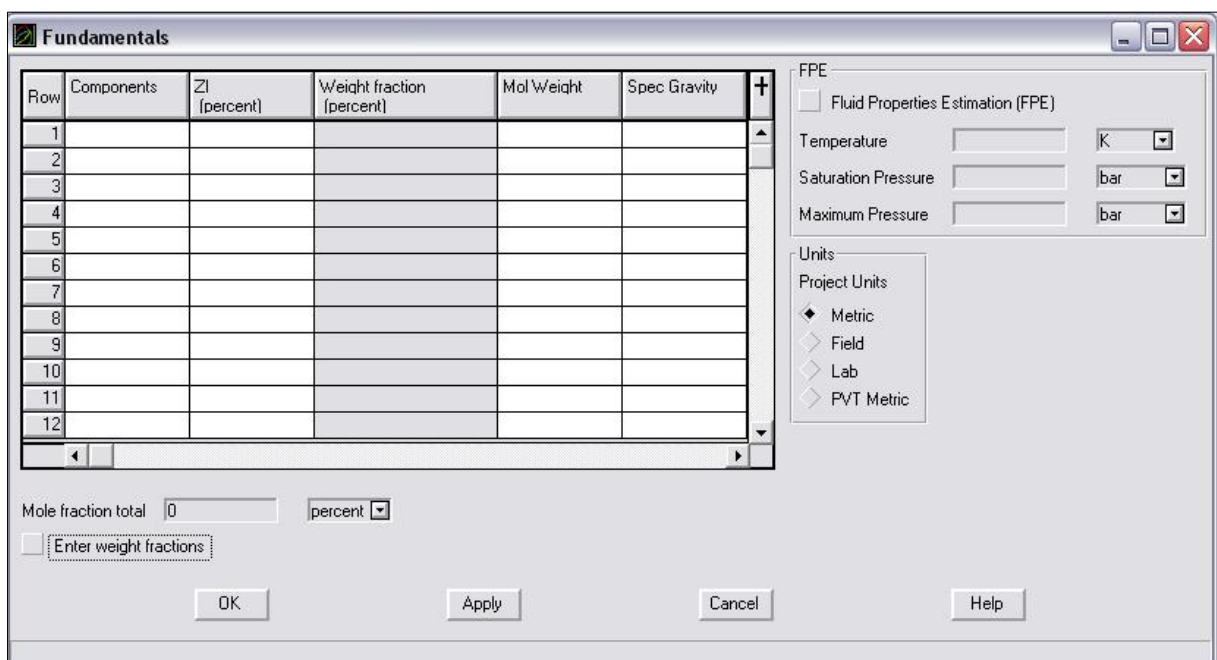 Fundamentals
Row Components ZI (percent) Weight fraction (percent) Mol Weight Spec Gravity +
1
2
3
4
5
6
7
8
9
10
11
12
Mole fraction total 0 percent
Enter weight fractions
FPE
Fluid Properties Estimation (FPE)
Temperature K
Saturation Pressure bar
Maximum Pressure bar
Units
Project Units
Metric
Field
Lab
PVT Metric
OK Apply Cancel Help